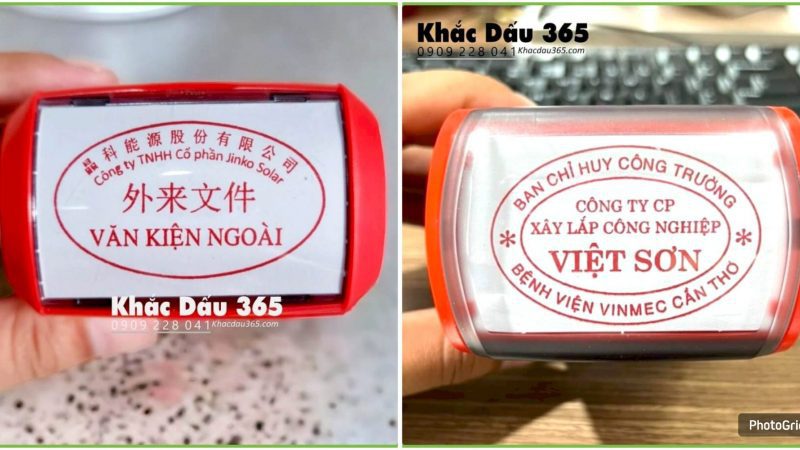 晶科能源股份有限公司
Công ty TNHH Cổ phần Jinko Solar
外来文件
VĂN KIỆN NGOÀI
Khắc Dấu 365
0909 228 041 Khacdau365.com
Khắc Dấu 365
0909 228 041 Khacdau365.com
BAN CHỈ HUY CÔNG TRƯỜNG
CÔNG TY CP
XÂY LẮP CÔNG NGHIỆP
VIỆT SƠN
* *
BỆNH VIỆN VINMEC CẦN THƠ
PhotoGrid